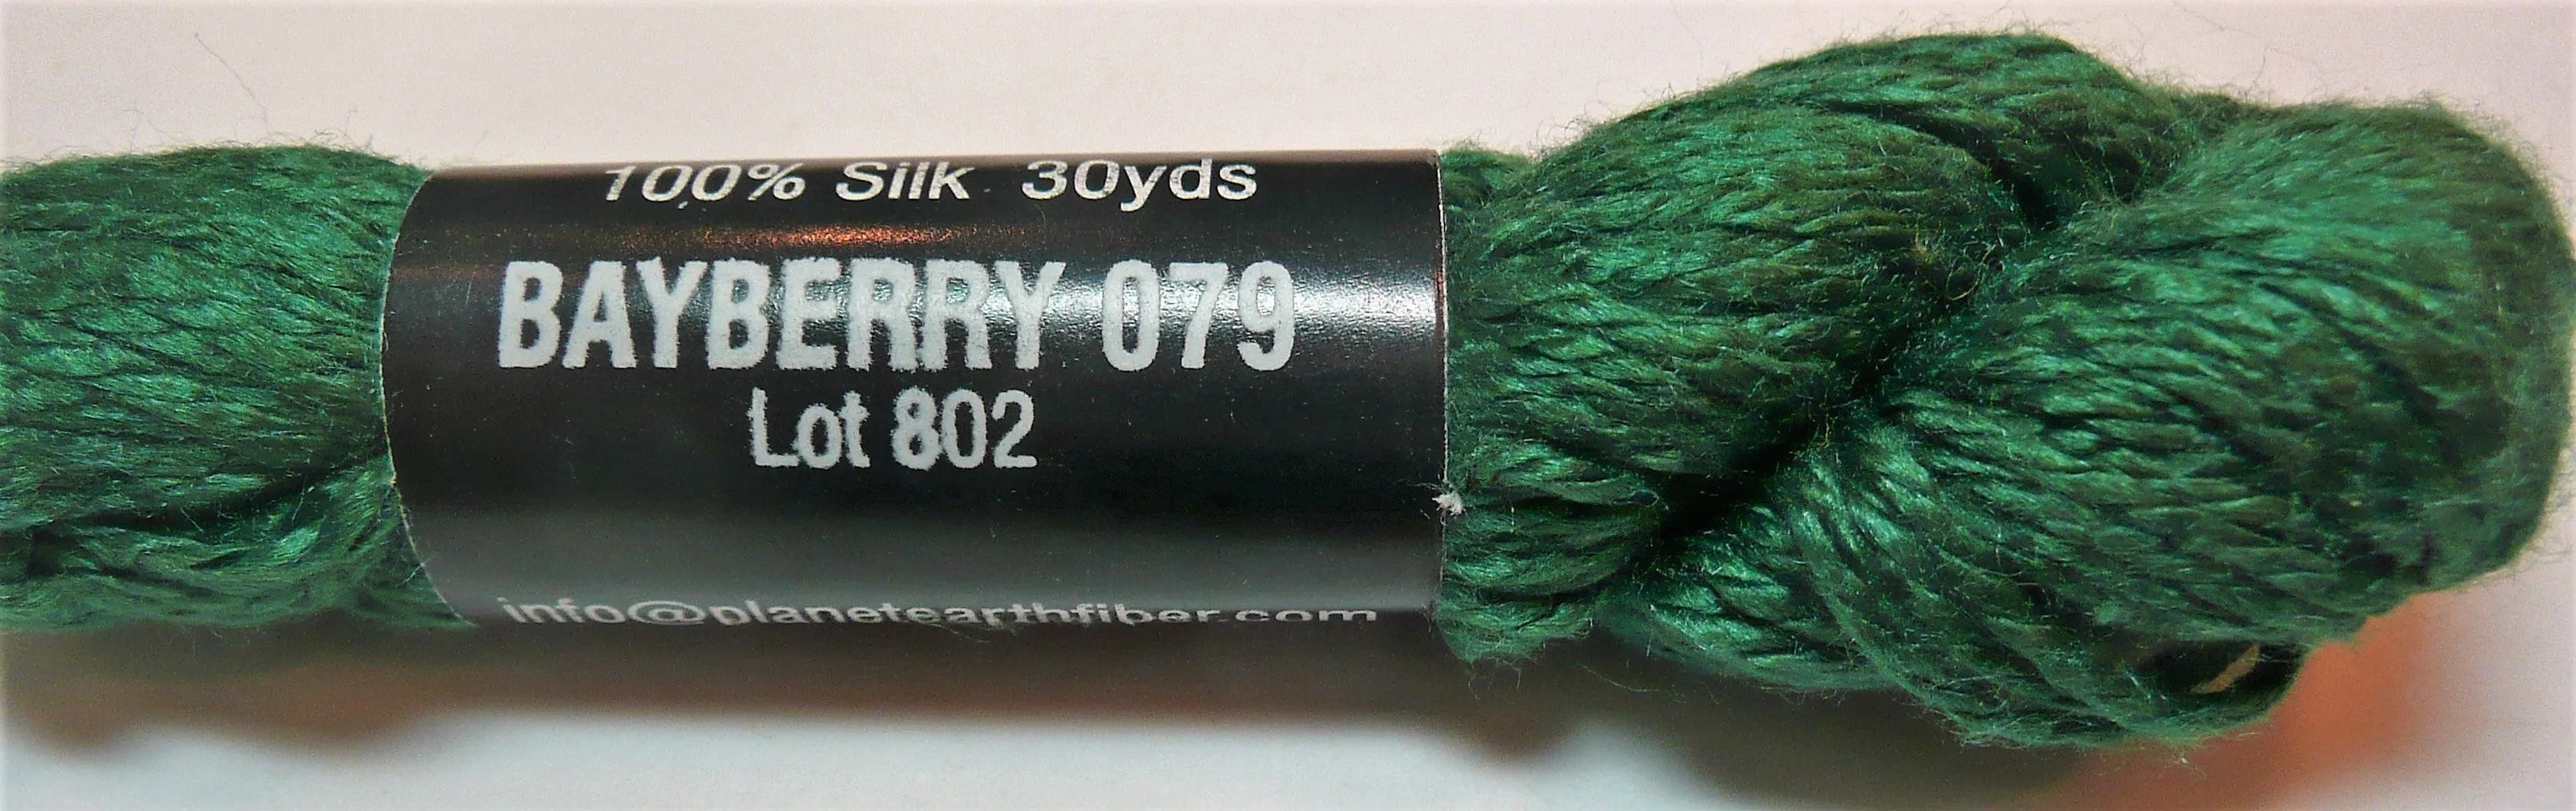 100% Silk 30yds
BAYBERRY 079
Lot 802
info@planetearthfiber.com